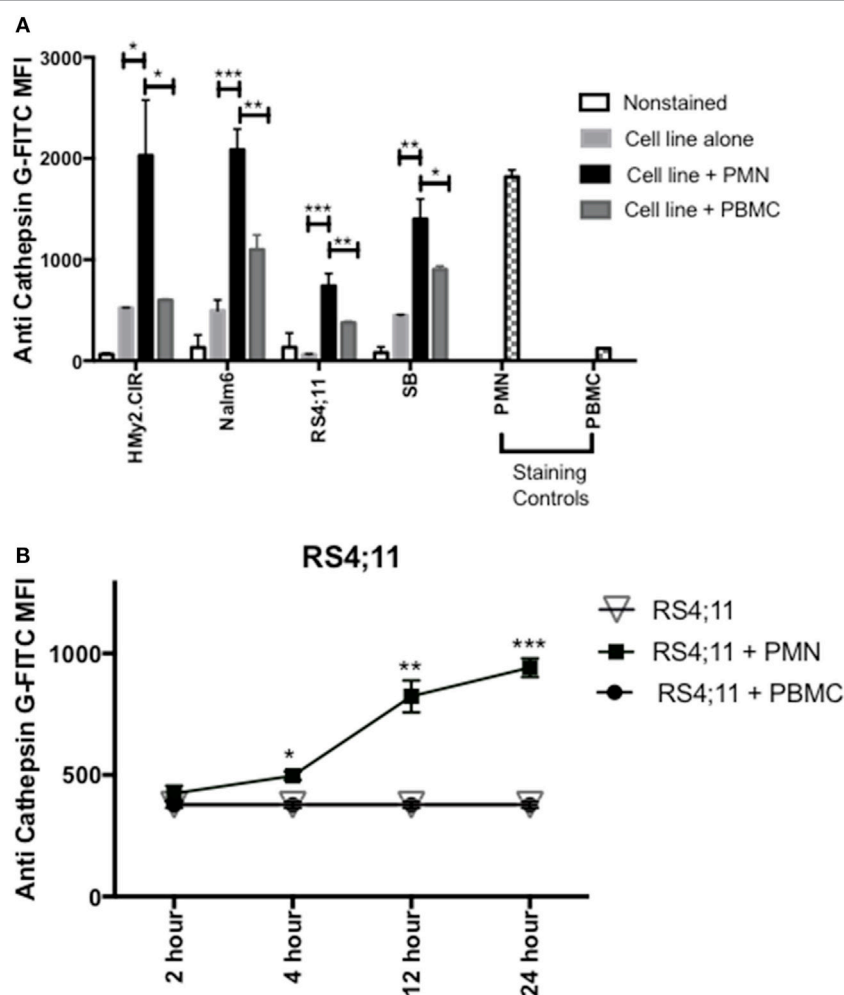 A
Anti Cathepsin G-FITC MFI
3000
2000
1000
0
*
*
***
**
***
**
**
*
Nonstained
Cell line alone
Cell line + PMN
Cell line + PBMC
HMy2.CIR
Nalm6
RS4;11
SB
PMN
PBMC
Staining
Controls
B
RS4;11
Anti Cathepsin G-FITC MFI
1000
500
0
*
**
***
RS4;11
RS4;11 + PMN
RS4;11 + PBMC
2 hour
4 hour
12 hour
24 hour